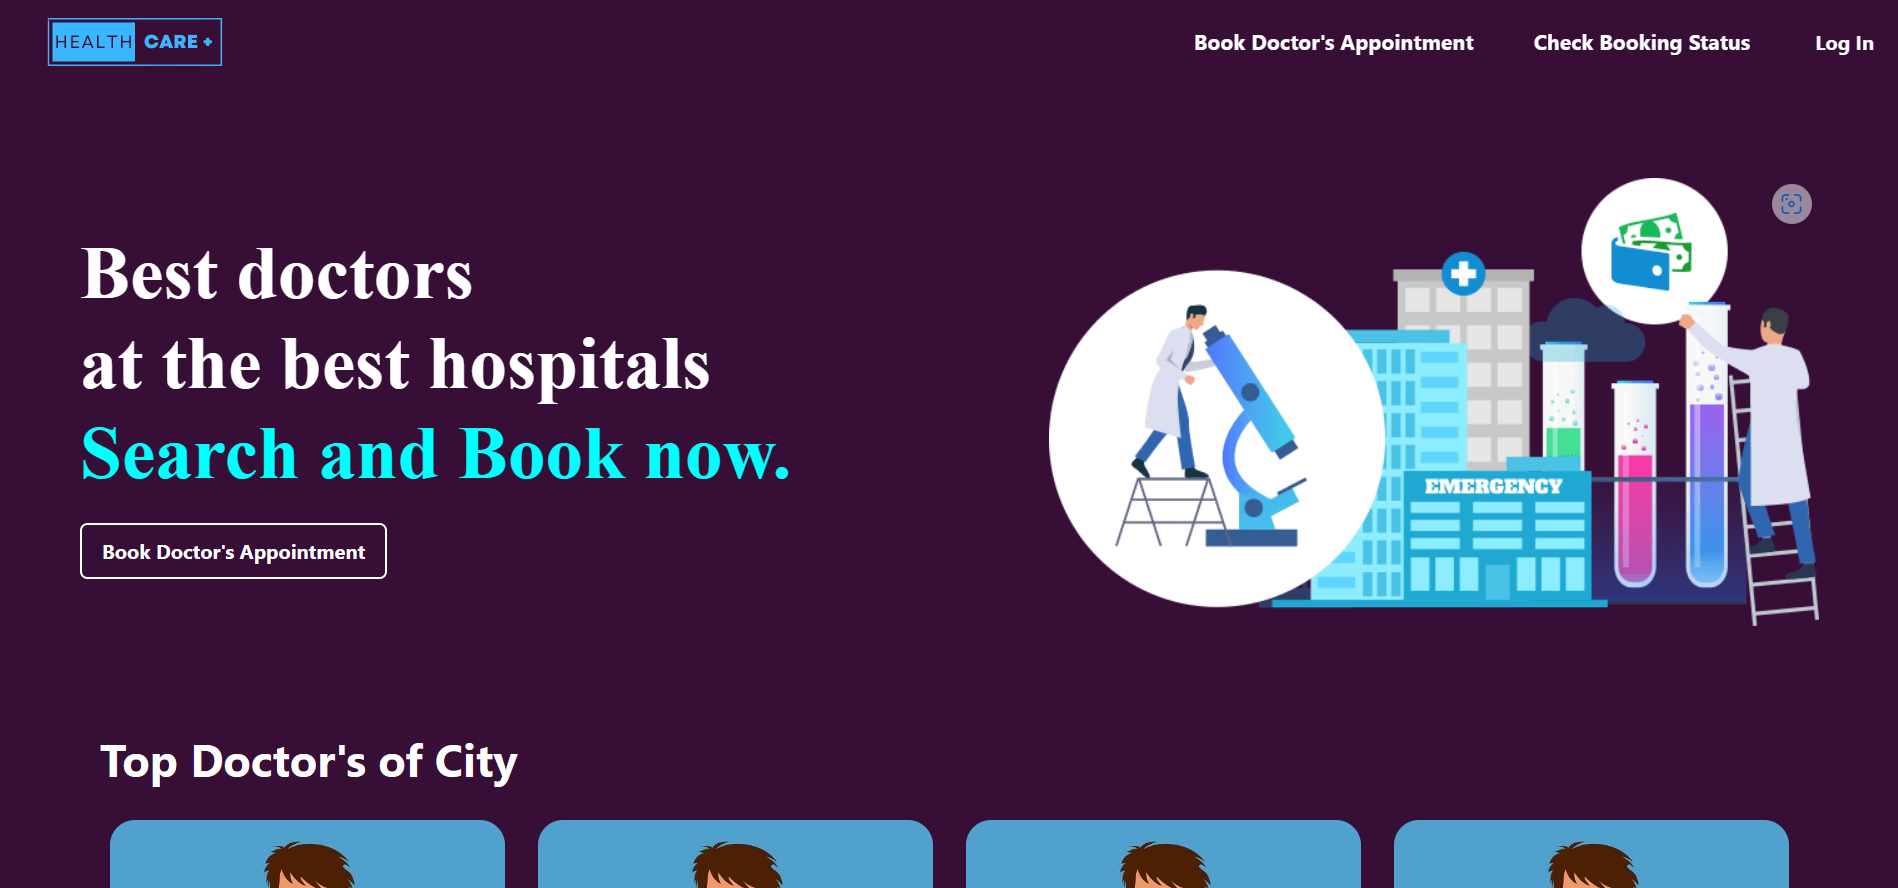 HEALTH CARE +
Book Doctor's Appointment
Check Booking Status
Log In
Best doctors
at the best hospitals
Search and Book now.
Book Doctor's Appointment
EMERGENCY
Top Doctor's of City